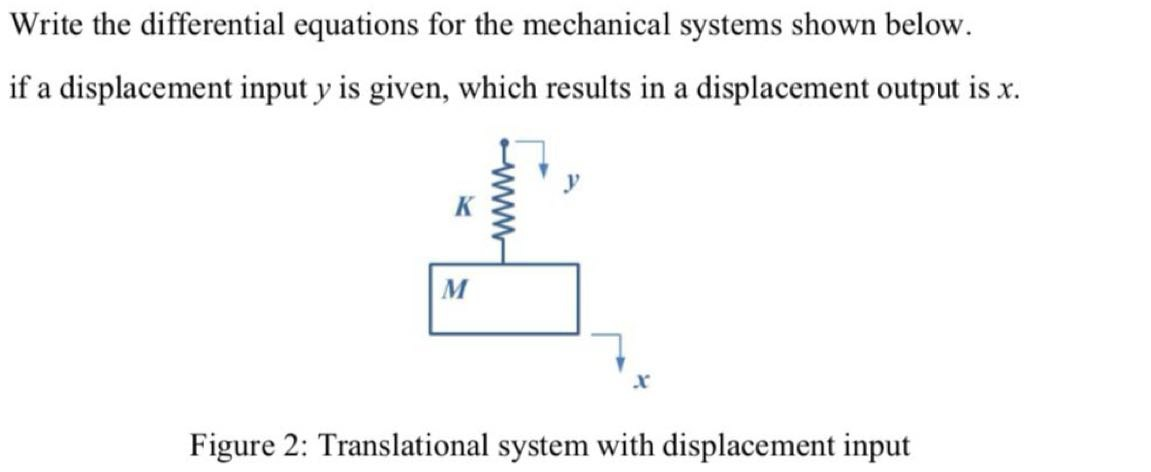 Write the differential equations for the mechanical systems shown below.
if a displacement input y is given, which results in a displacement output is x.
y
K
M
x
Figure 2: Translational system with displacement input